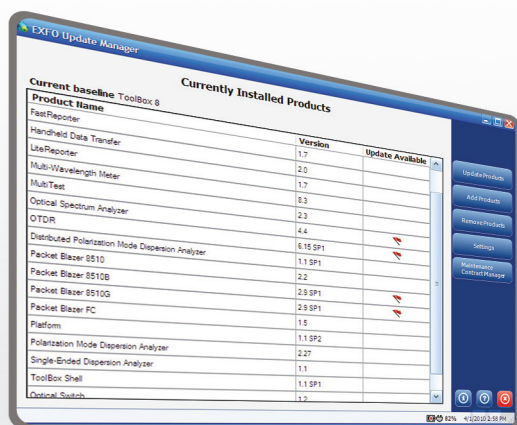 EXFO Update Manager
Currently Installed Products
Current baseline ToolBox 8
Product Name Version Update Available
FastReporter 1.7
Handheld Data Transfer 2.0
LiteReporter 1.7
Multi-Wavelength Meter 8.3
MultiTest 2.3
Optical Spectrum Analyzer 4.4
OTDR 6.15 SP1
Distributed Polarization Mode Dispersion Analyzer 1.1 SP1
Packet Blazer 8510 2.2
Packet Blazer 8510B 2.9 SP1
Packet Blazer 8510G 2.9 SP1
Packet Blazer FC 1.5
Platform 1.1 SP2
Polarization Mode Dispersion Analyzer 2.27
Single-Ended Dispersion Analyzer 1.1
ToolBox Shell 1.1 SP1
Optical Switch 1.2
Update Products
Add Products
Remove Products
Settings
Maintenance
Contract Manager
82% 4/1/2010 2:58 PM